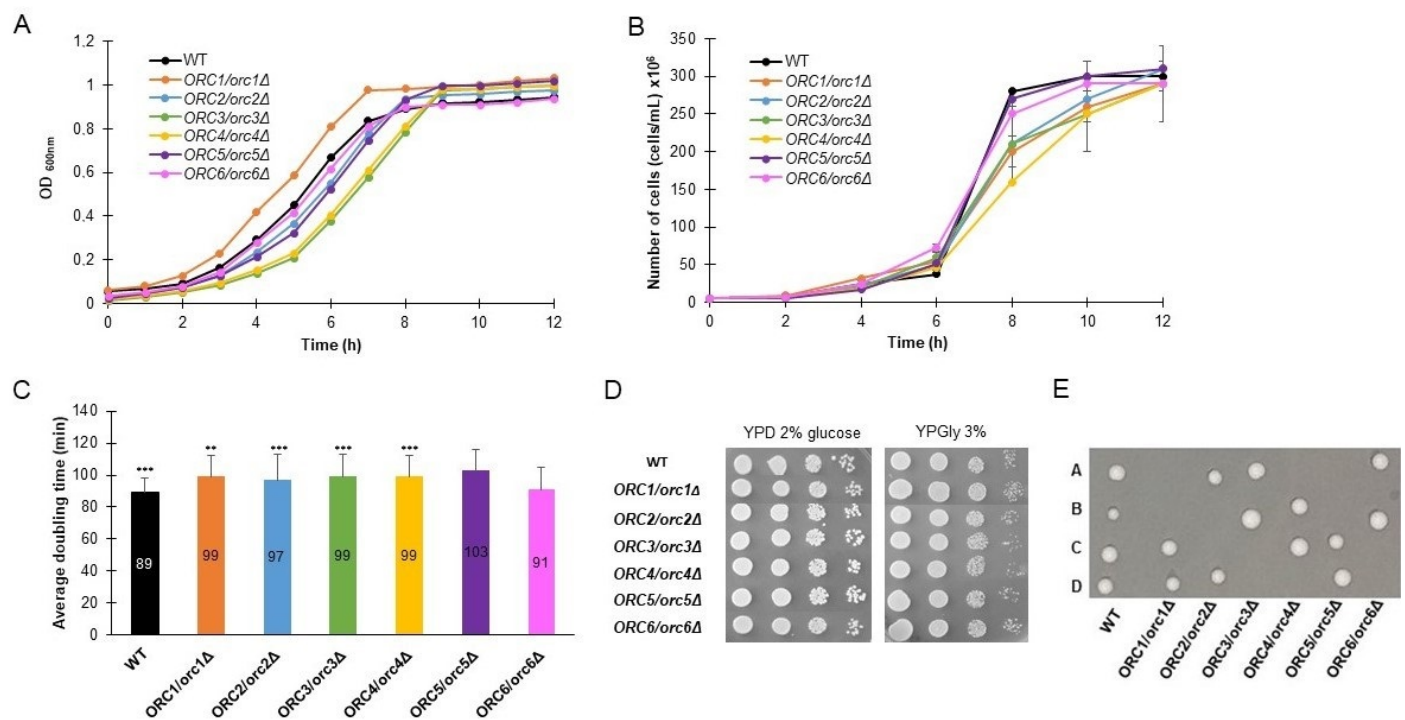 A
1,2
1
0.8
0.6
0.4
0.2
0
OD 600nm
0 2 4 6 8 10 12
Time (h)
WT
ORC1/orc1Δ
ORC2/orc2Δ
ORC3/orc3Δ
ORC4/orc4Δ
ORC5/orc5Δ
ORC6/orc6Δ
B
350
300
250
200
150
100
50
0
Number of cells (cells/mL) x10⁶
0 2 4 6 8 10 12
Time (h)
WT
ORC1/orc1Δ
ORC2/orc2Δ
ORC3/orc3Δ
ORC4/orc4Δ
ORC5/orc5Δ
ORC6/orc6Δ
C
140
120
100
80
60
40
20
0
Average doubling time (min)
*** ** *** *** ***
89 99 97 99 99 103 91
WT
ORC1/orc1Δ
ORC2/orc2Δ
ORC3/orc3Δ
ORC4/orc4Δ
ORC5/orc5Δ
ORC6/orc6Δ
D
YPD 2% glucose YPGly 3%
WT
ORC1/orc1Δ
ORC2/orc2Δ
ORC3/orc3Δ
ORC4/orc4Δ
ORC5/orc5Δ
ORC6/orc6Δ
E
A
B
C
D
WT
ORC1/orc1Δ
ORC2/orc2Δ
ORC3/orc3Δ
ORC4/orc4Δ
ORC5/orc5Δ
ORC6/orc6Δ